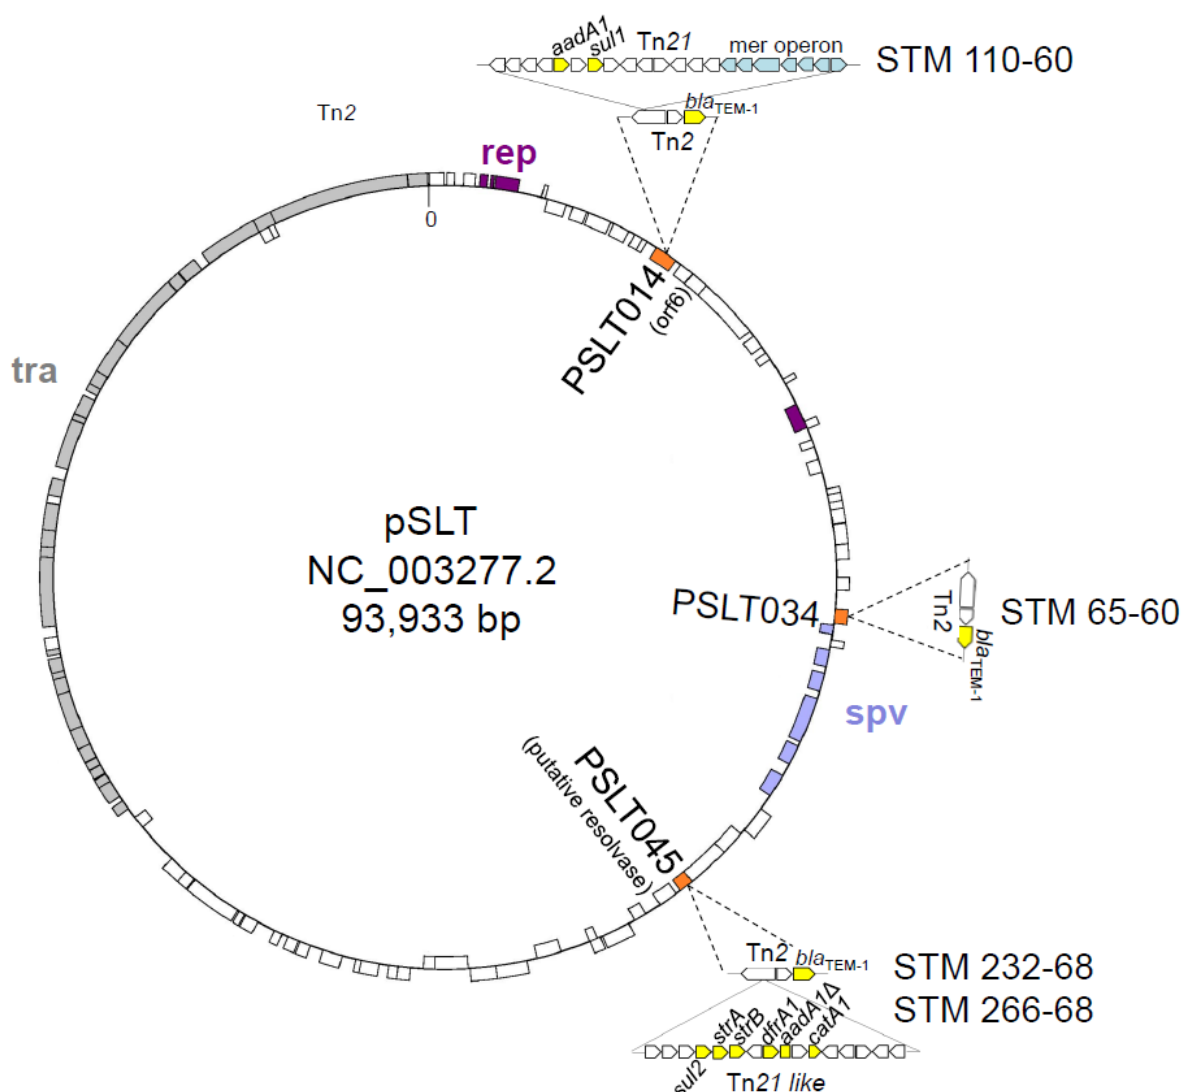 aadA1
sul1
Tn21
mer operon
STM 110-60
blaTEM-1
Tn2
Tn2
rep
0
PSLT014
(orf6)
tra
pSLT
NC_003277.2
93,933 bp
PSLT034
Tn2
blaTEM-1
STM 65-60
spv
PSLT045
(putative resolvase)
Tn2
blaTEM-1
STM 232-68
STM 266-68
strA
strB
dfrA1
aadA1Δ
catA1
sul2
Tn21 like